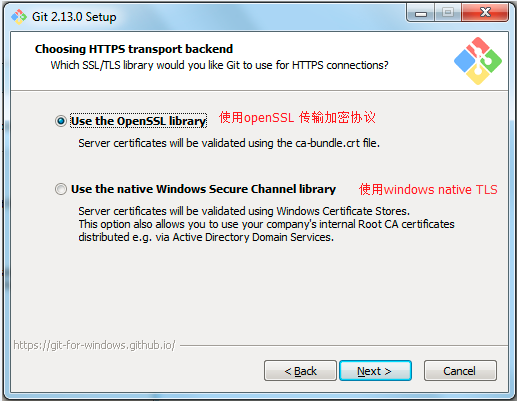 Git 2.13.0 Setup
Choosing HTTPS transport backend
Which SSL/TLS library would you like Git to use for HTTPS connections?
Use the OpenSSL library 使用openSSL 传输加密协议
Server certificates will be validated using the ca-bundle.crt file.
Use the native Windows Secure Channel library 使用windows native TLS
Server certificates will be validated using Windows Certificate Stores.
This option also allows you to use your company's internal Root CA certificates
distributed e.g. via Active Directory Domain Services.
https://git-for-windows.github.io/
< Back Next > Cancel